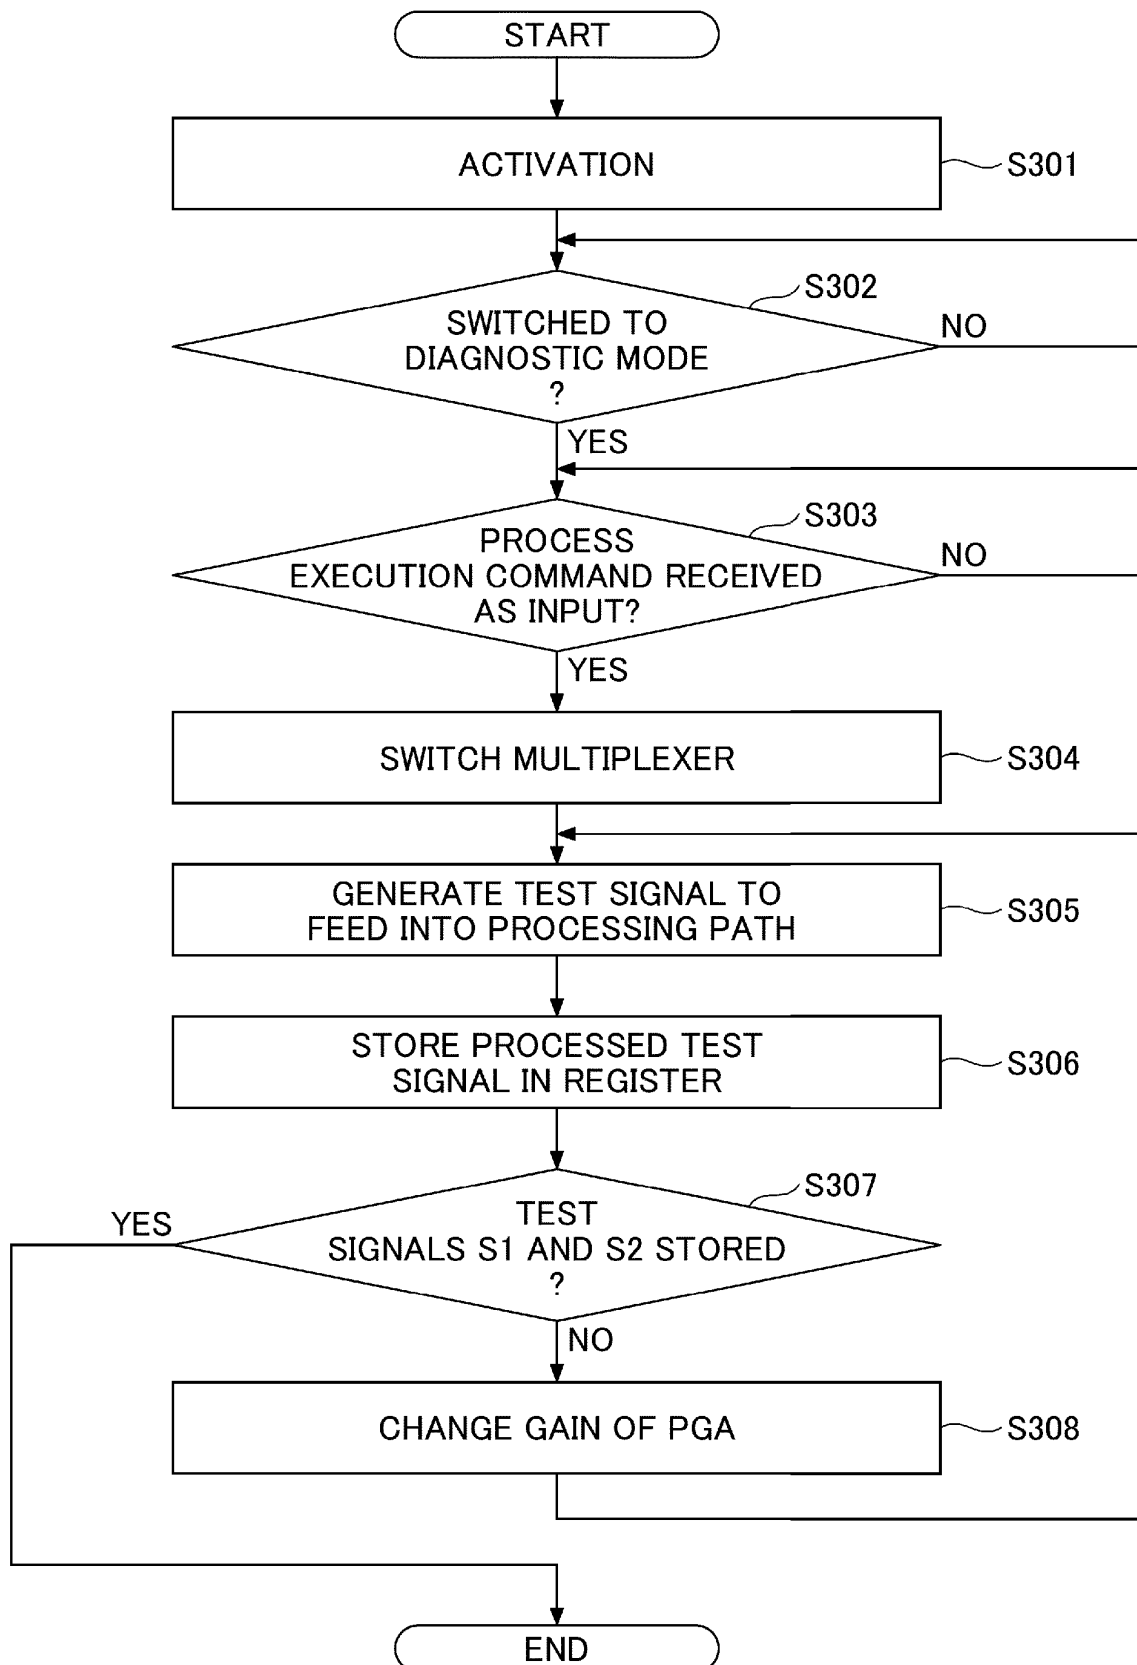 START
ACTIVATION
S301
S302
SWITCHED TO
DIAGNOSTIC MODE
?
NO
YES
S303
PROCESS
EXECUTION COMMAND RECEIVED
AS INPUT?
NO
YES
SWITCH MULTIPLEXER
S304
GENERATE TEST SIGNAL TO
FEED INTO PROCESSING PATH
S305
STORE PROCESSED TEST
SIGNAL IN REGISTER
S306
S307
YES
TEST
SIGNALS S1 AND S2 STORED
?
NO
CHANGE GAIN OF PGA
S308
END